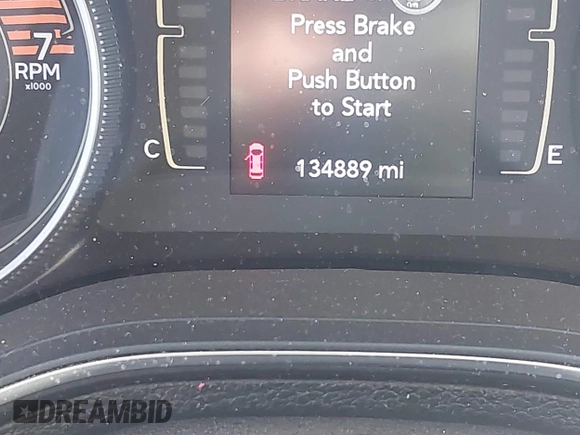 Press Brake
and
Push Button
to Start
7
RPM
x1000
C
134889 mi
E
DREAMBID